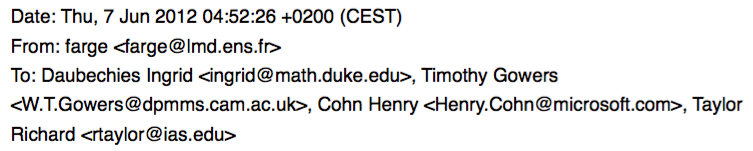 Date: Thu, 7 Jun 2012 04:52:26 +0200 (CEST)
From: farge <farge@lmd.ens.fr>
To: Daubechies Ingrid <ingrid@math.duke.edu>, Timothy Gowers
<W.T.Gowers@dpmms.cam.ac.uk>, Cohn Henry <Henry.Cohn@microsoft.com>, Taylor
Richard <rtaylor@ias.edu>